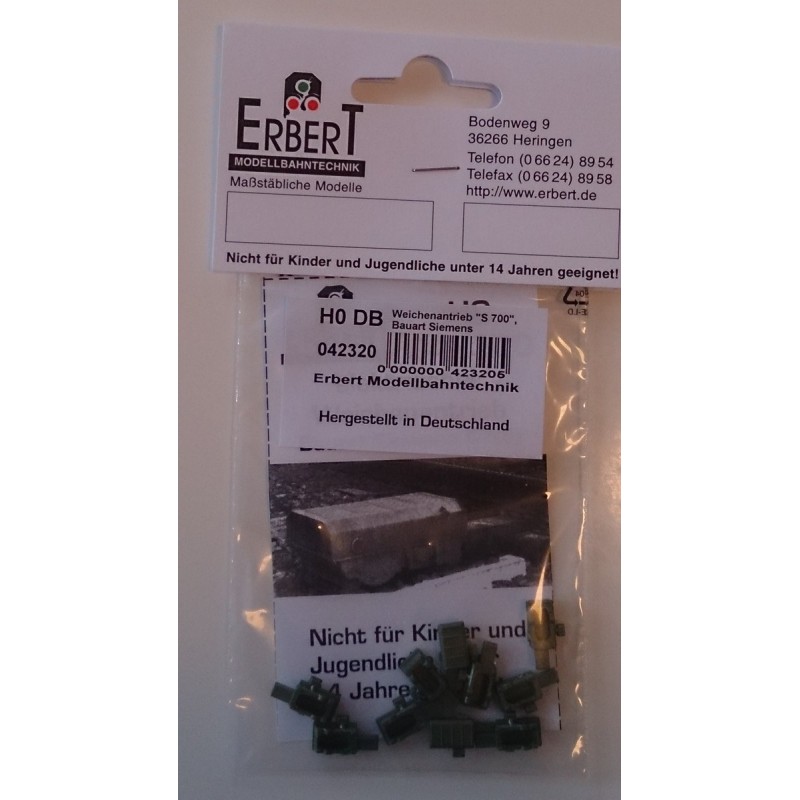 ERBERT
MODELLBAHNTECHNIK
Maßstäbliche Modelle
Bodenweg 9
36266 Heringen
Telefon (0 66 24) 89 54
Telefax (0 66 24) 89 58
http://www.erbert.de
Nicht für Kinder und Jugendliche unter 14 Jahren geeignet!
H0 DB
Weichenantrieb "S 700",
Bauart Siemens
042320
0 000000 423205
Erbert Modellbahntechnik
Hergestellt in Deutschland
Nicht für und
Jahre